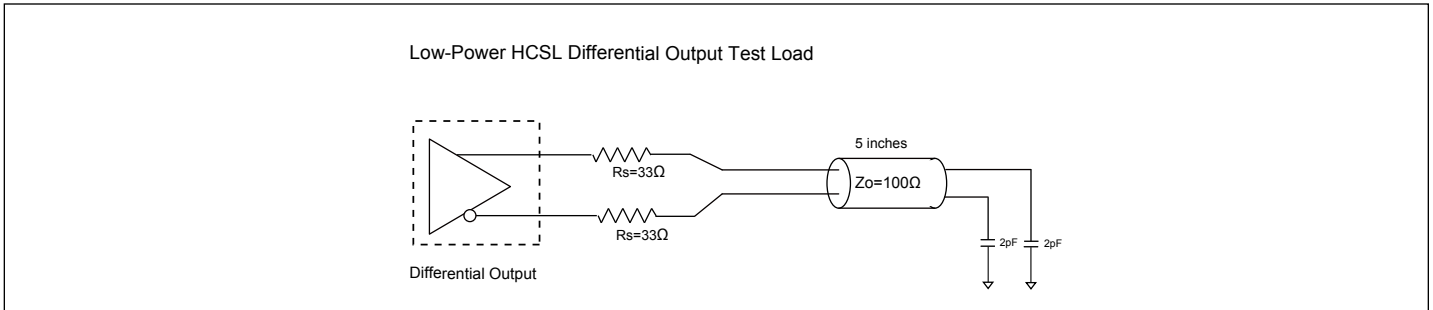 Low-Power HCSL Differential Output Test Load
5 inches
Rs=33Ω
Zo=100Ω
Rs=33Ω
2pF
2pF
Differential Output